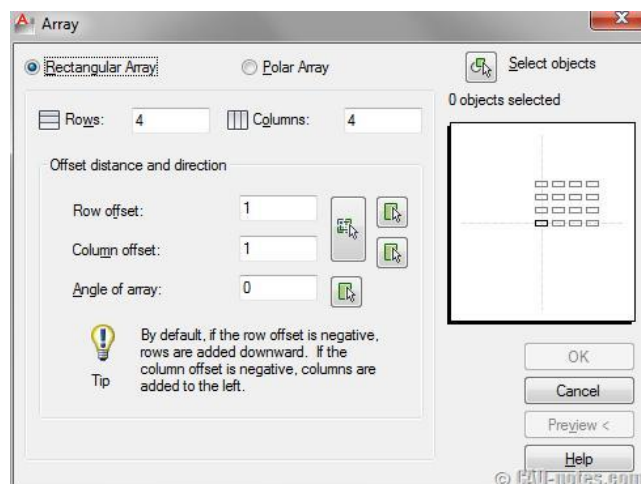 Array
Rectangular Array
Polar Array
Select objects
0 objects selected
Rows: 4
Columns: 4
Offset distance and direction
Row offset: 1
Column offset: 1
Angle of array: 0
By default, if the row offset is negative,
rows are added downward. If the
column offset is negative, columns are
added to the left.
Tip
OK
Cancel
Preview <
Help
© CAD-notes.com